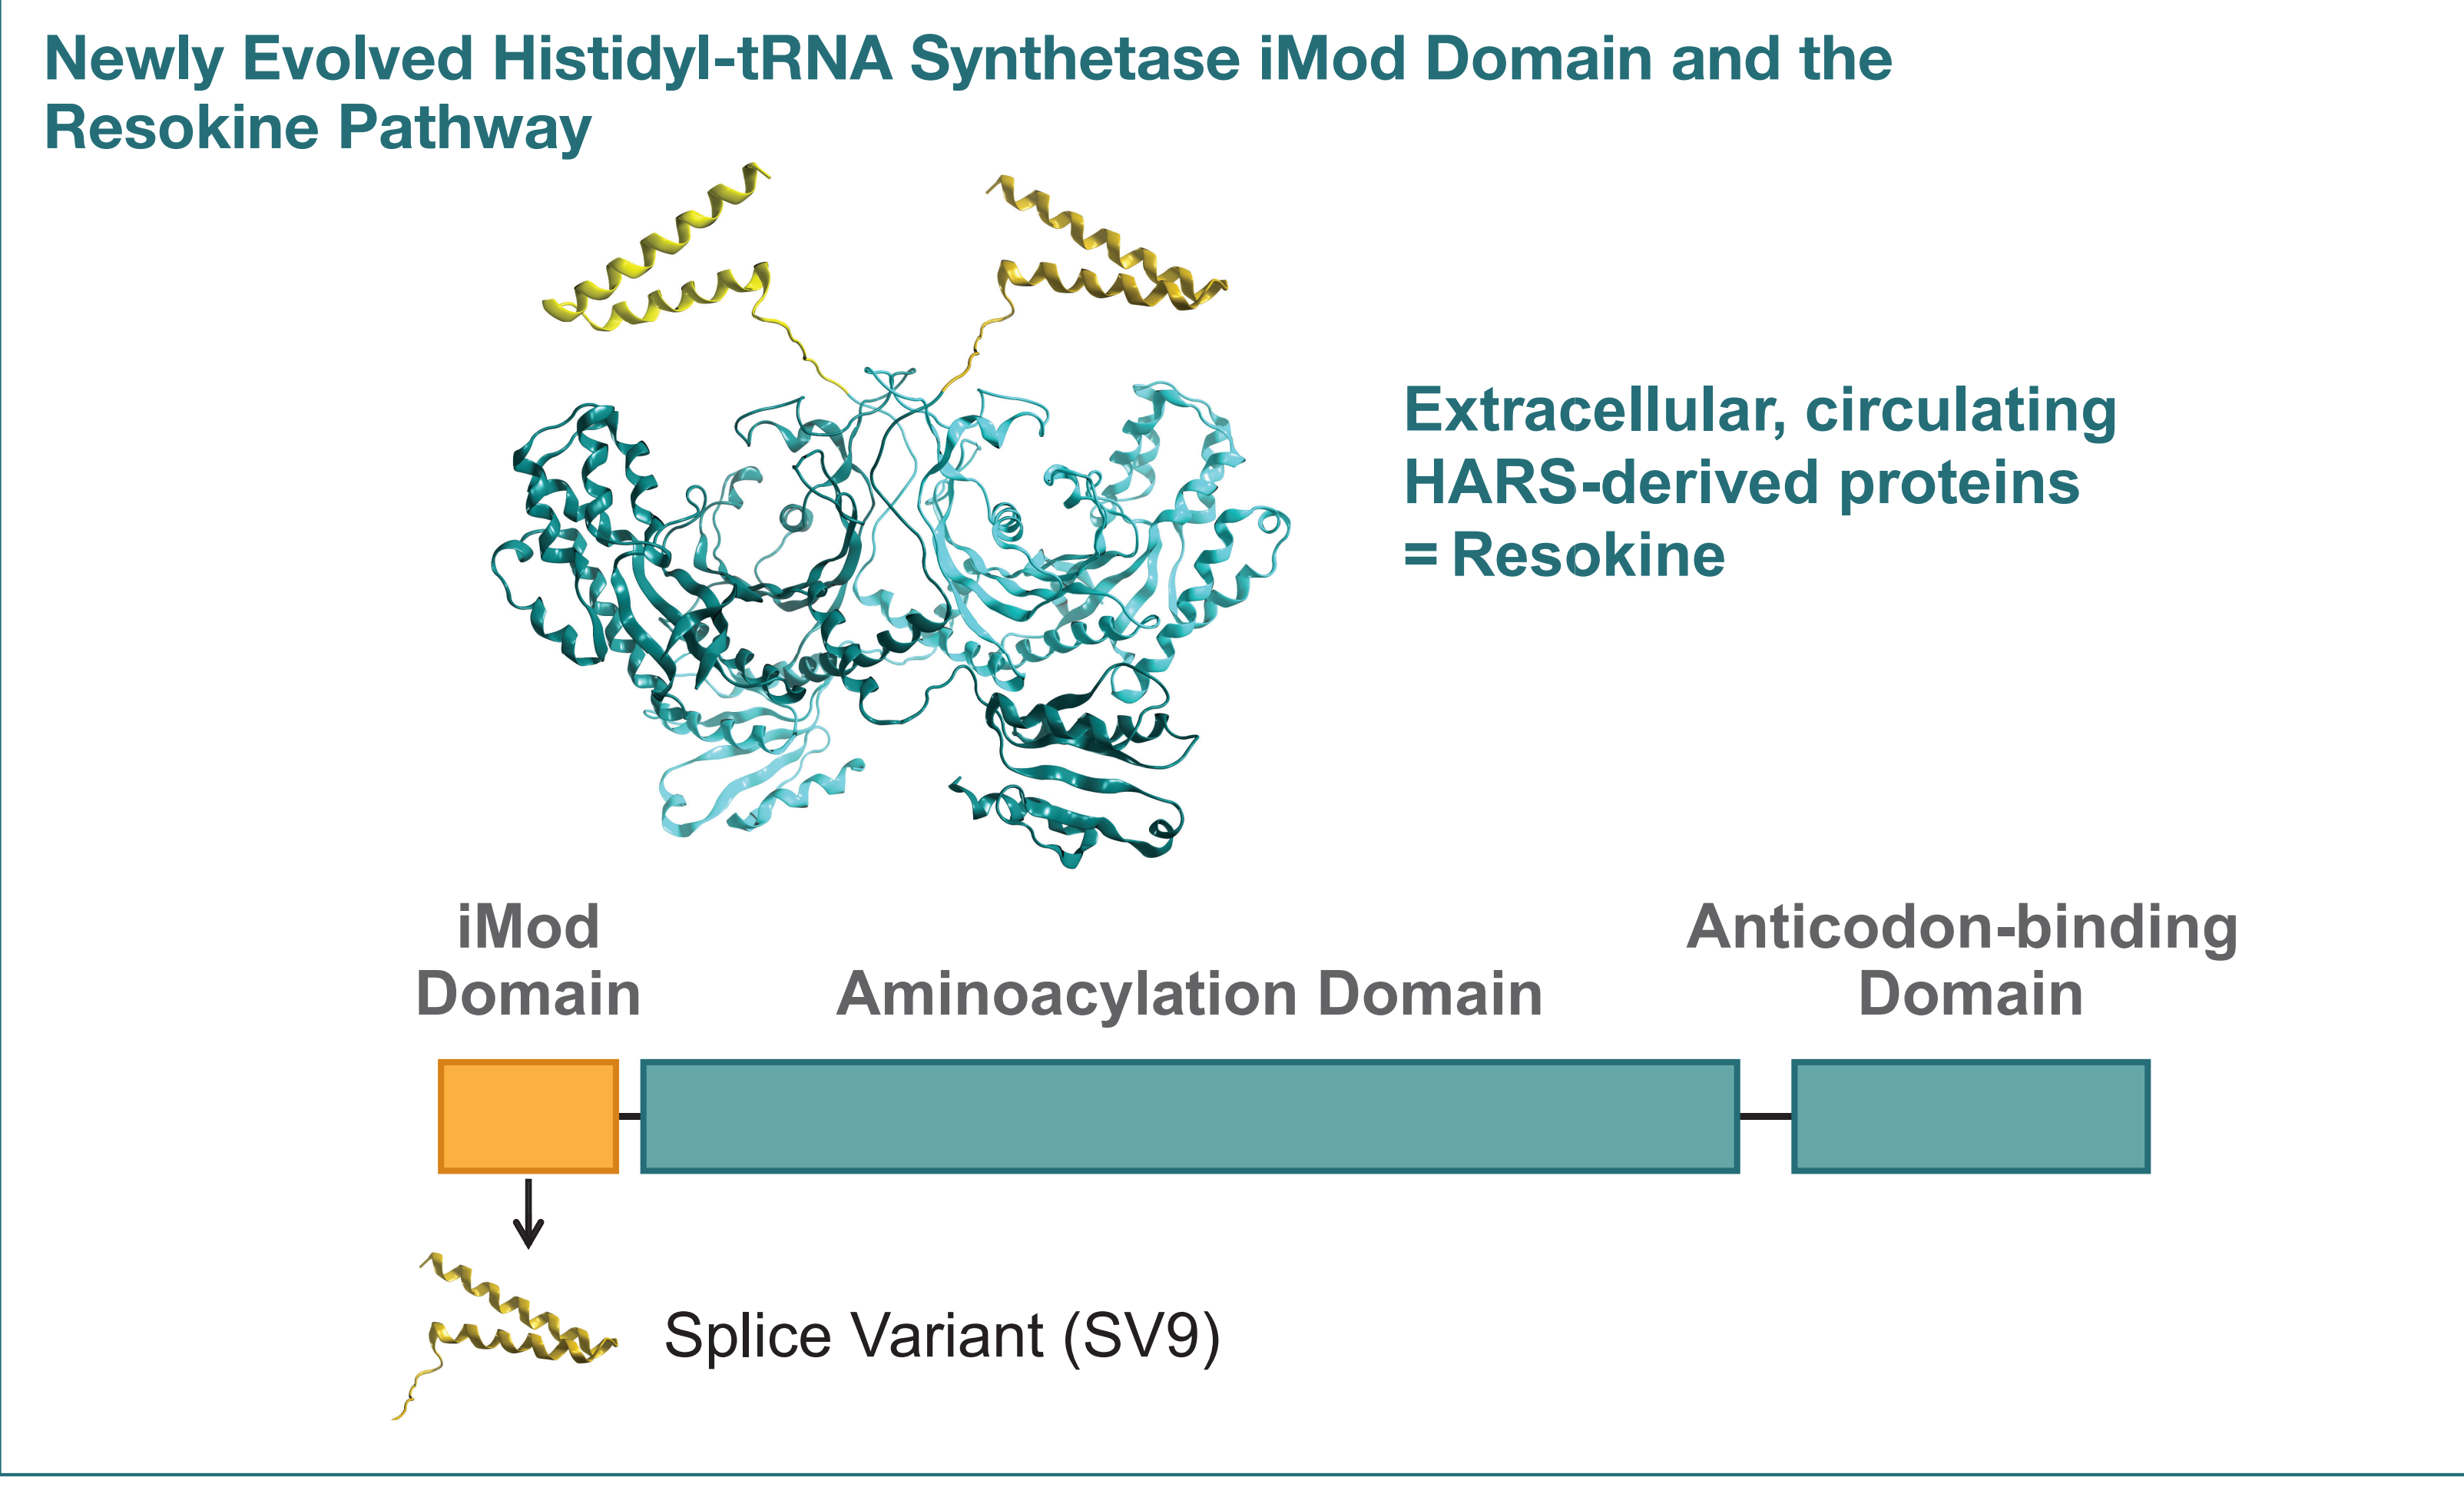 Newly Evolved Histidyl-tRNA Synthetase iMod Domain and the
Resokine Pathway
Extracellular, circulating
HARS-derived proteins
= Resokine
iMod
Domain
Aminoacylation Domain
Anticodon-binding
Domain
Splice Variant (SV9)